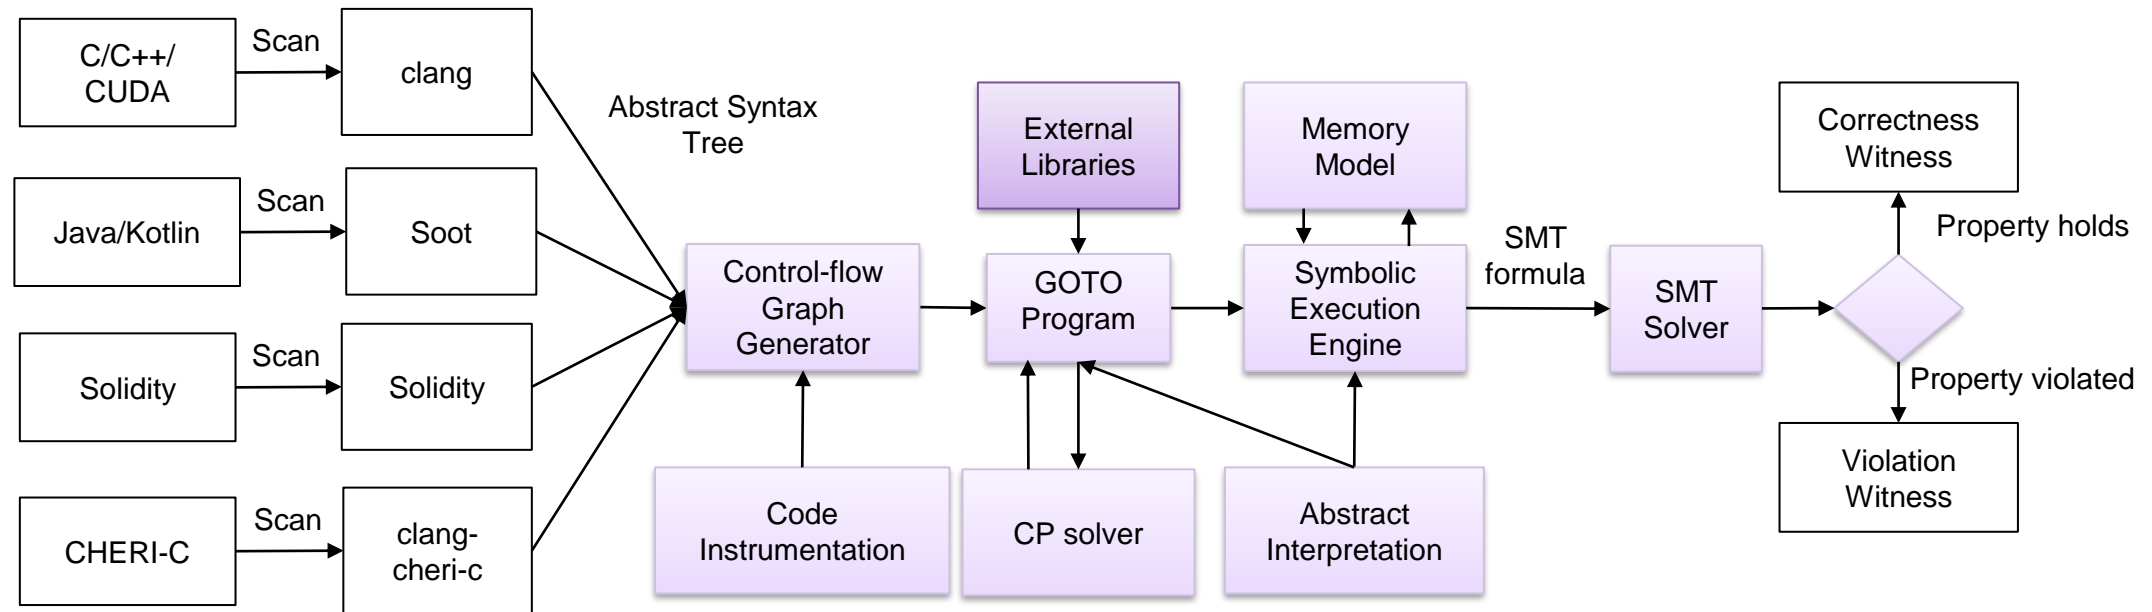 C/C++/
CUDA
Scan
clang
Java/Kotlin
Scan
Soot
Solidity
Scan
Solidity
CHERI-C
Scan
clang-
cheri-c
Abstract Syntax
Tree
Control-flow
Graph
Generator
Code
Instrumentation
External
Libraries
GOTO
Program
CP solver
Memory
Model
Symbolic
Execution
Engine
Abstract
Interpretation
SMT
formula
SMT
Solver
Correctness
Witness
Property holds
Property violated
Violation
Witness